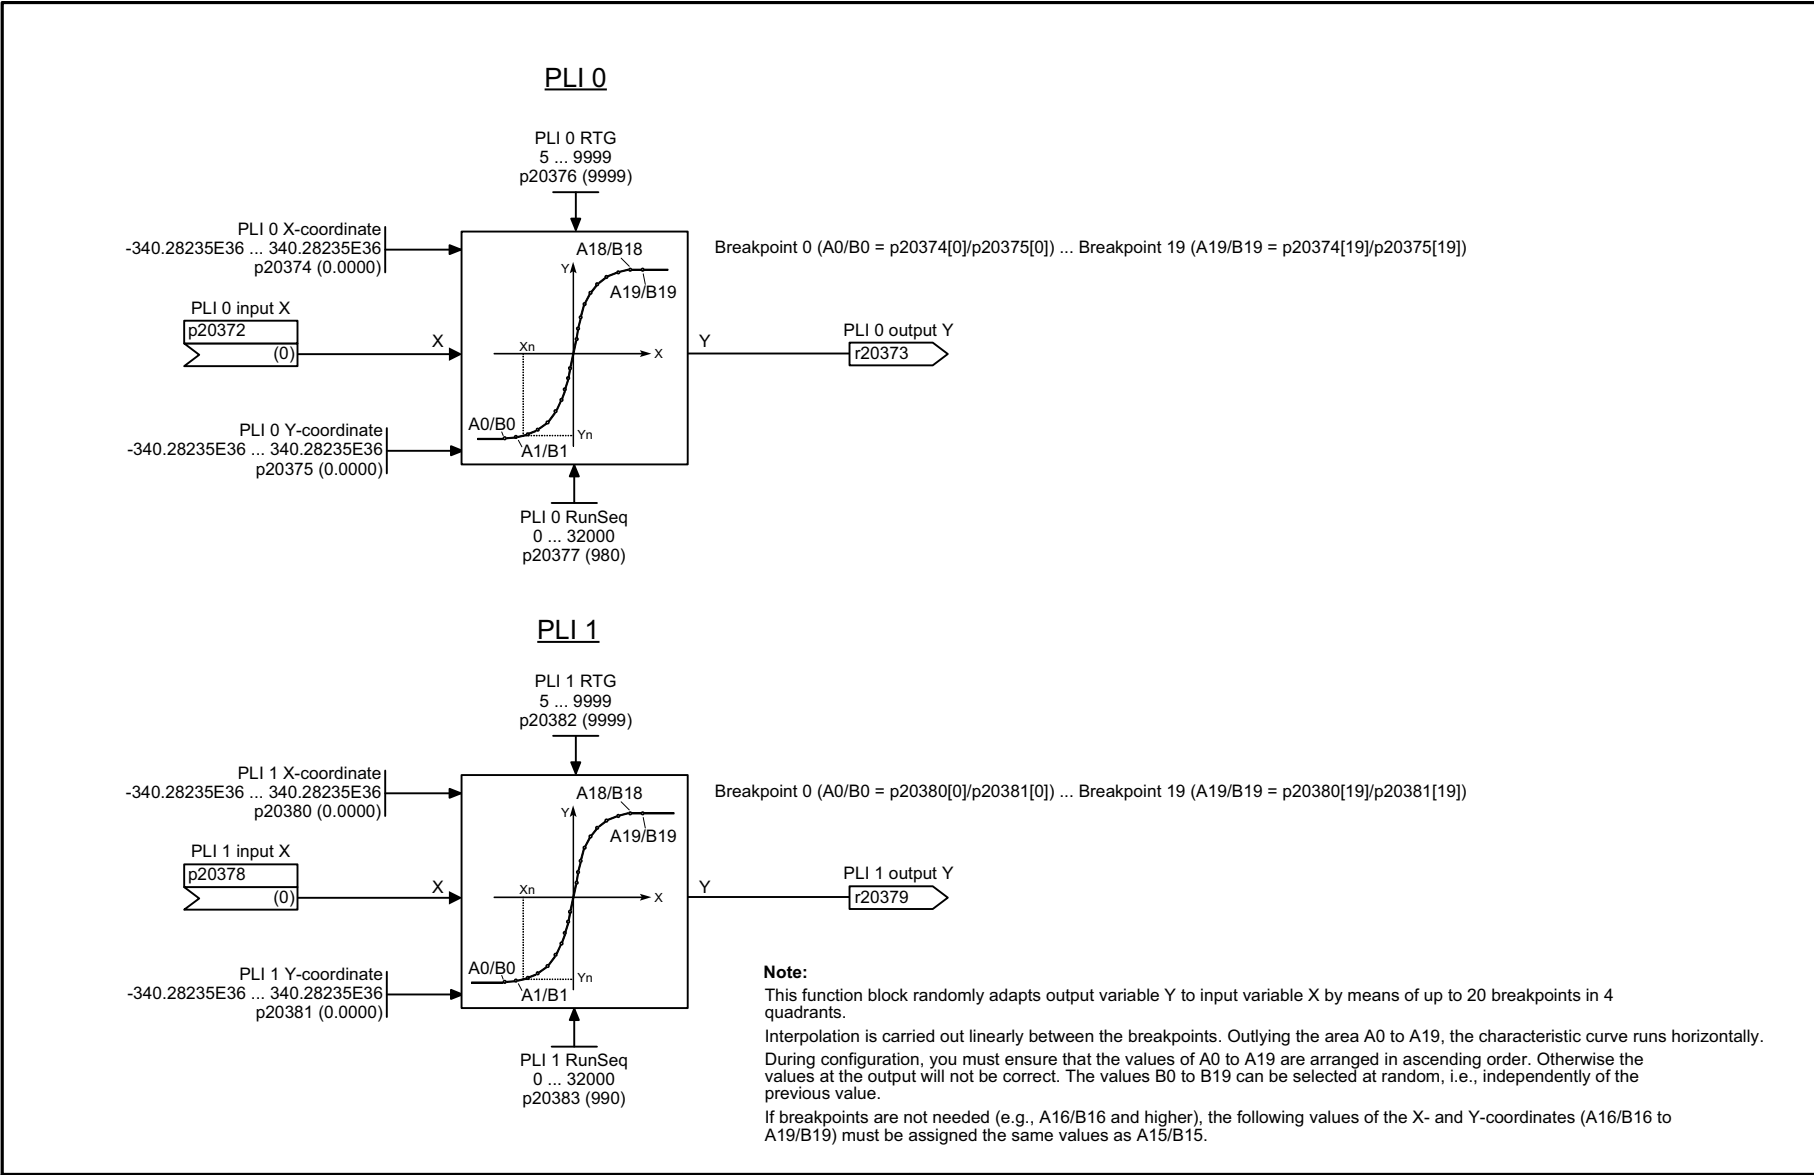 PLI 0
PLI 0 RTG
5 ... 9999
p20376 (9999)
PLI 0 X-coordinate
-340.28235E36 ... 340.28235E36
p20374 (0.0000)
A18/B18
Breakpoint 0 (A0/B0 = p20374[0]/p20375[0]) ... Breakpoint 19 (A19/B19 = p20374[19]/p20375[19])
Y
A19/B19
PLI 0 input X
p20372
(0)
X
Xn
X
Y
PLI 0 output Y
r20373
PLI 0 Y-coordinate
-340.28235E36 ... 340.28235E36
p20375 (0.0000)
A0/B0
Yn
A1/B1
PLI 0 RunSeq
0 ... 32000
p20377 (980)
PLI 1
PLI 1 RTG
5 ... 9999
p20382 (9999)
PLI 1 X-coordinate
-340.28235E36 ... 340.28235E36
p20380 (0.0000)
A18/B18
Breakpoint 0 (A0/B0 = p20380[0]/p20381[0]) ... Breakpoint 19 (A19/B19 = p20380[19]/p20381[19])
Y
A19/B19
PLI 1 input X
p20378
(0)
X
Xn
X
Y
PLI 1 output Y
r20379
PLI 1 Y-coordinate
-340.28235E36 ... 340.28235E36
p20381 (0.0000)
A0/B0
Yn
A1/B1
PLI 1 RunSeq
0 ... 32000
p20383 (990)
Note:
This function block randomly adapts output variable Y to input variable X by means of up to 20 breakpoints in 4
quadrants.
Interpolation is carried out linearly between the breakpoints. Outlying the area A0 to A19, the characteristic curve runs horizontally.
During configuration, you must ensure that the values of A0 to A19 are arranged in ascending order. Otherwise the
values at the output will not be correct. The values B0 to B19 can be selected at random, i.e., independently of the
previous value.
If breakpoints are not needed (e.g., A16/B16 and higher), the following values of the X- and Y-coordinates (A16/B16 to
A19/B19) must be assigned the same values as A15/B15.